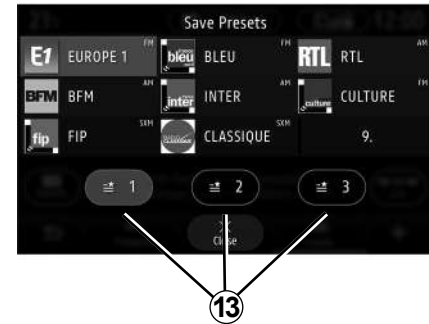 Save Presets
E1 EUROPE 1 FM
bleu BLEU FM
RTL RTL AM
BFM BFM AM
inter INTER AM
culture CULTURE FM
fip FIP SXM
CLASSIQUE SXM
9.
1 2 3
Close
13